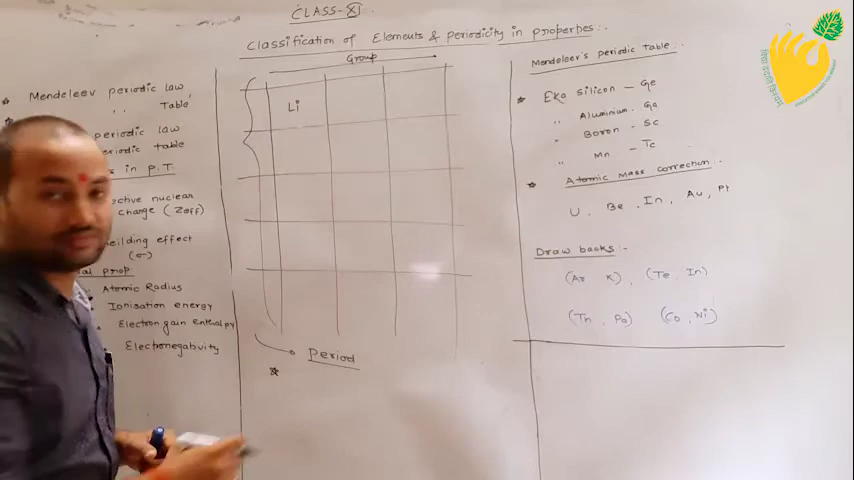 CLASS-XI
Classification of Elements & periodicity in properties:.
Mendeleev periodic law,
,, Table
periodic law
periodic table
s in P.T
ective nuclear
charge (Zeff)
eilding effect
(σ)
al prop:
Atomic Radius
Ionisation energy
Electron gain enthalpy
Electronegativity
Group
Li
Period
Mendeleev's periodic Table:.
Eka Silicon - Ge
,, Aluminium - Ga
,, Boron - Sc
,, Mn - Tc
Atomic Mass correction:-
U, Be, In, Au, Pt
Draw backs:-
(Ar K), (Te, In)
(Th, Pa) (Co, Ni)